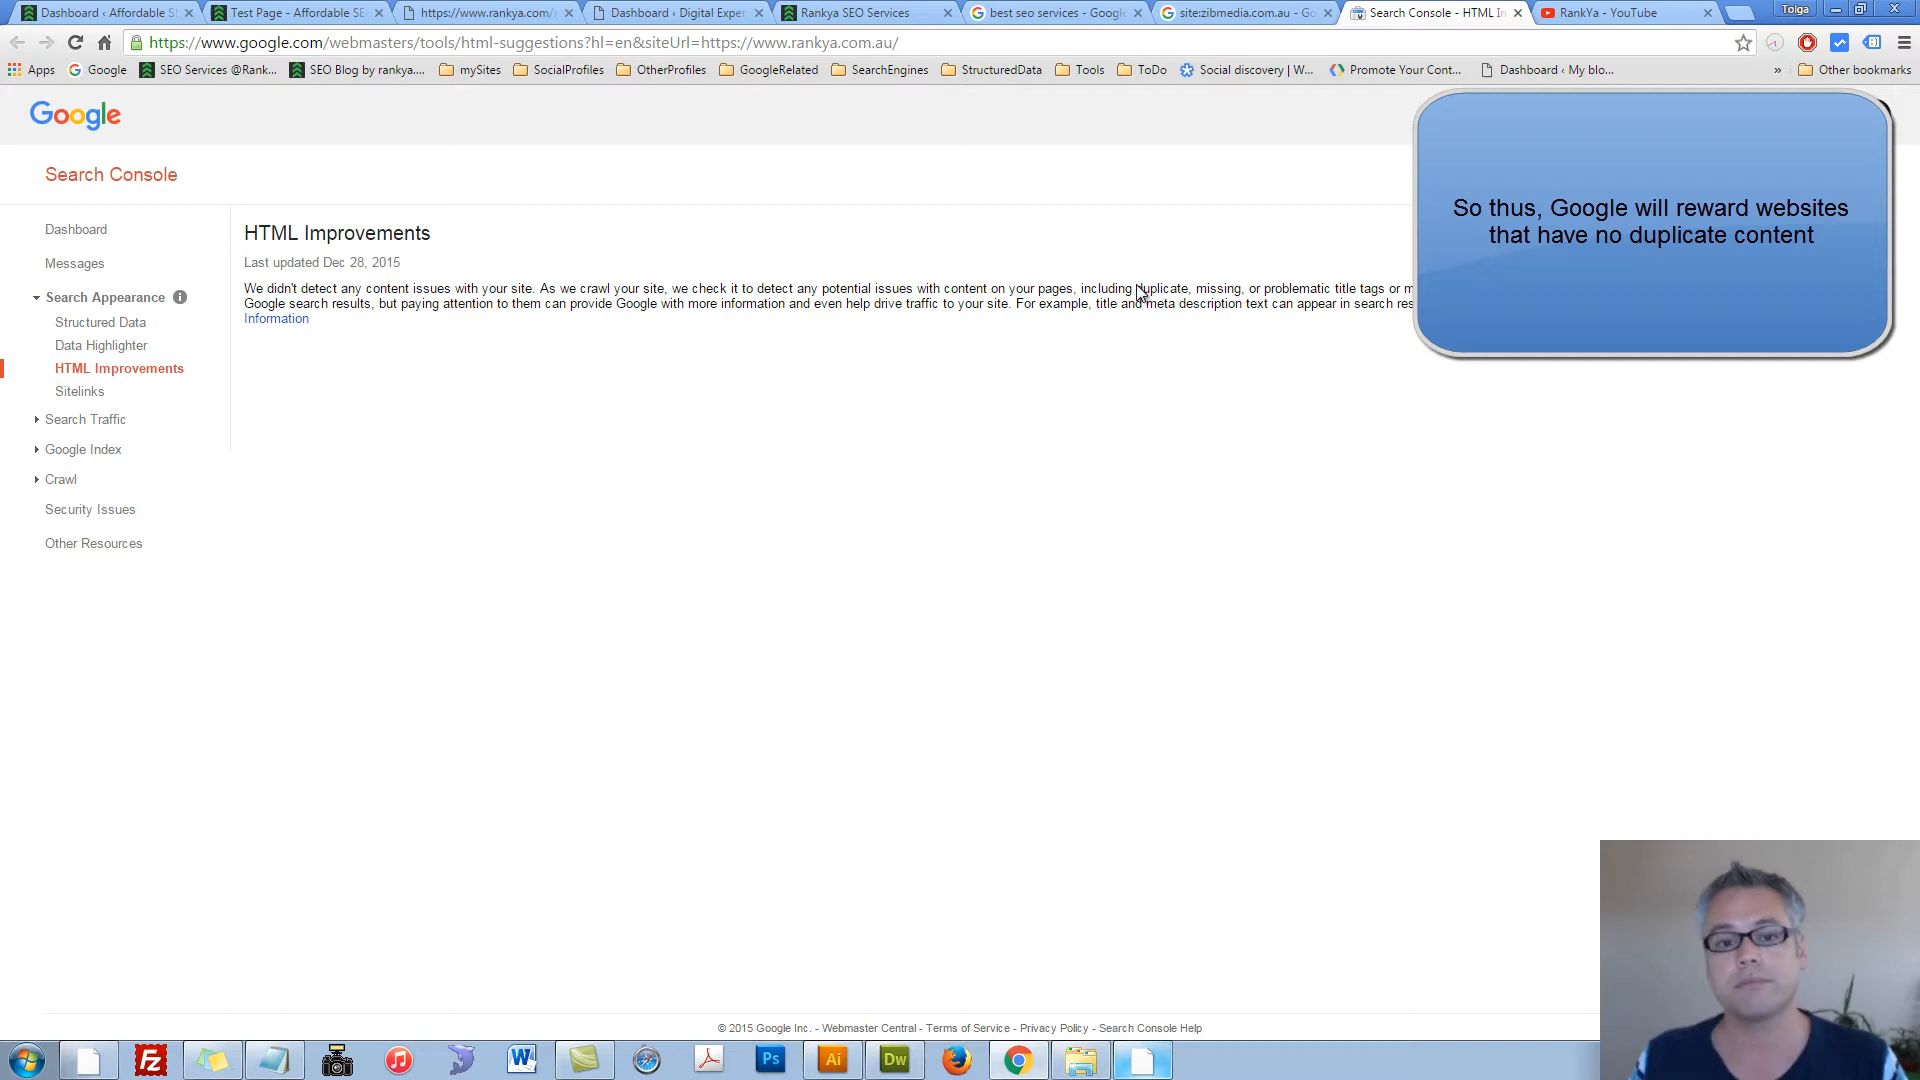 Dashboard ‹ Affordable S
Test Page - Affordable SE
https://www.rankya.com/
Dashboard ‹ Digital Exper
Rankya SEO Services
best seo services - Google
site:zibmedia.com.au - Go
Search Console - HTML In
RankYa - YouTube
Tolga
https://www.google.com/webmasters/tools/html-suggestions?hl=en&siteUrl=https://www.rankya.com.au/
Apps
Google
SEO Services @Rank...
SEO Blog by rankya....
mySites
SocialProfiles
OtherProfiles
GoogleRelated
SearchEngines
StructuredData
Tools
ToDo
Social discovery | W...
Promote Your Cont...
Dashboard ‹ My blo...
»
Other bookmarks
Google
So thus, Google will reward websites
that have no duplicate content
Search Console
Dashboard
Messages
Search Appearance
Structured Data
Data Highlighter
HTML Improvements
Sitelinks
Search Traffic
Google Index
Crawl
Security Issues
Other Resources
HTML Improvements
Last updated Dec 28, 2015
We didn't detect any content issues with your site. As we crawl your site, we check it to detect any potential issues with content on your pages, including duplicate, missing, or problematic title tags or m
Google search results, but paying attention to them can provide Google with more information and even help drive traffic to your site. For example, title and meta description text can appear in search res
Information
© 2015 Google Inc. - Webmaster Central - Terms of Service - Privacy Policy - Search Console Help
Fz
W
Ps
Ai
Dw